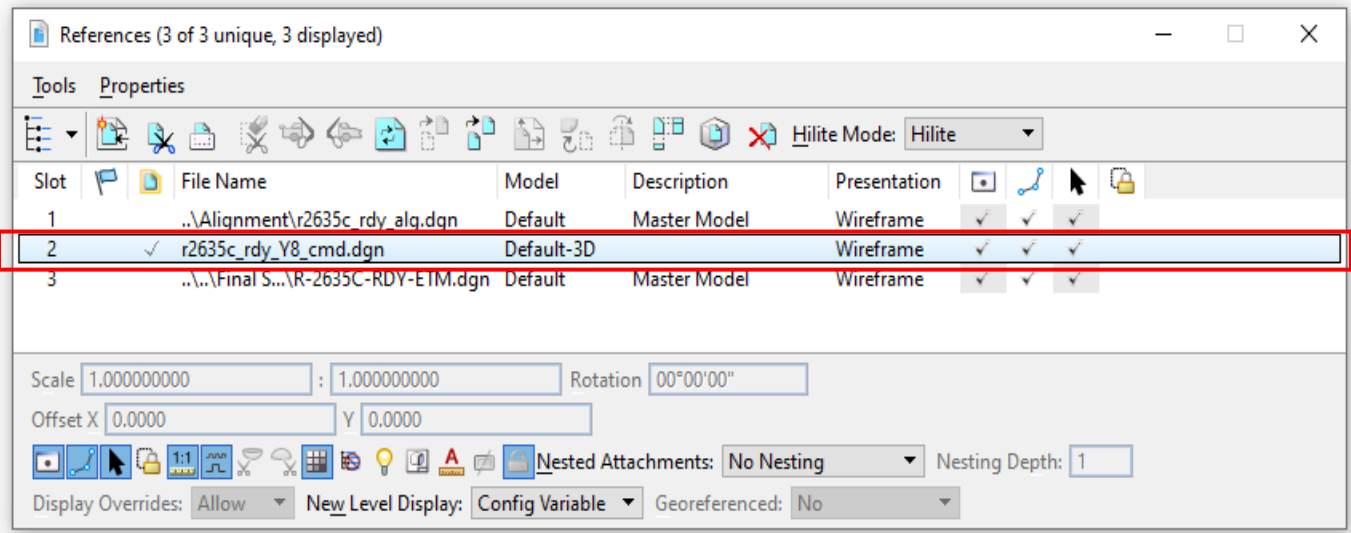 References (3 of 3 unique, 3 displayed)
Tools Properties
Hilite Mode: Hilite
Slot File Name Model Description Presentation
1 ..\Alignment\r2635c_rdy_alg.dgn Default Master Model Wireframe
2 r2635c_rdy_Y8_cmd.dgn Default-3D Wireframe
3 ..\..\Final S...\R-2635C-RDY-ETM.dgn Default Master Model Wireframe
Scale 1.000000000 : 1.000000000 Rotation 00°00'00"
Offset X 0.0000 Y 0.0000
1:1 A Nested Attachments: No Nesting Nesting Depth: 1
Display Overrides: Allow New Level Display: Config Variable Georeferenced: No